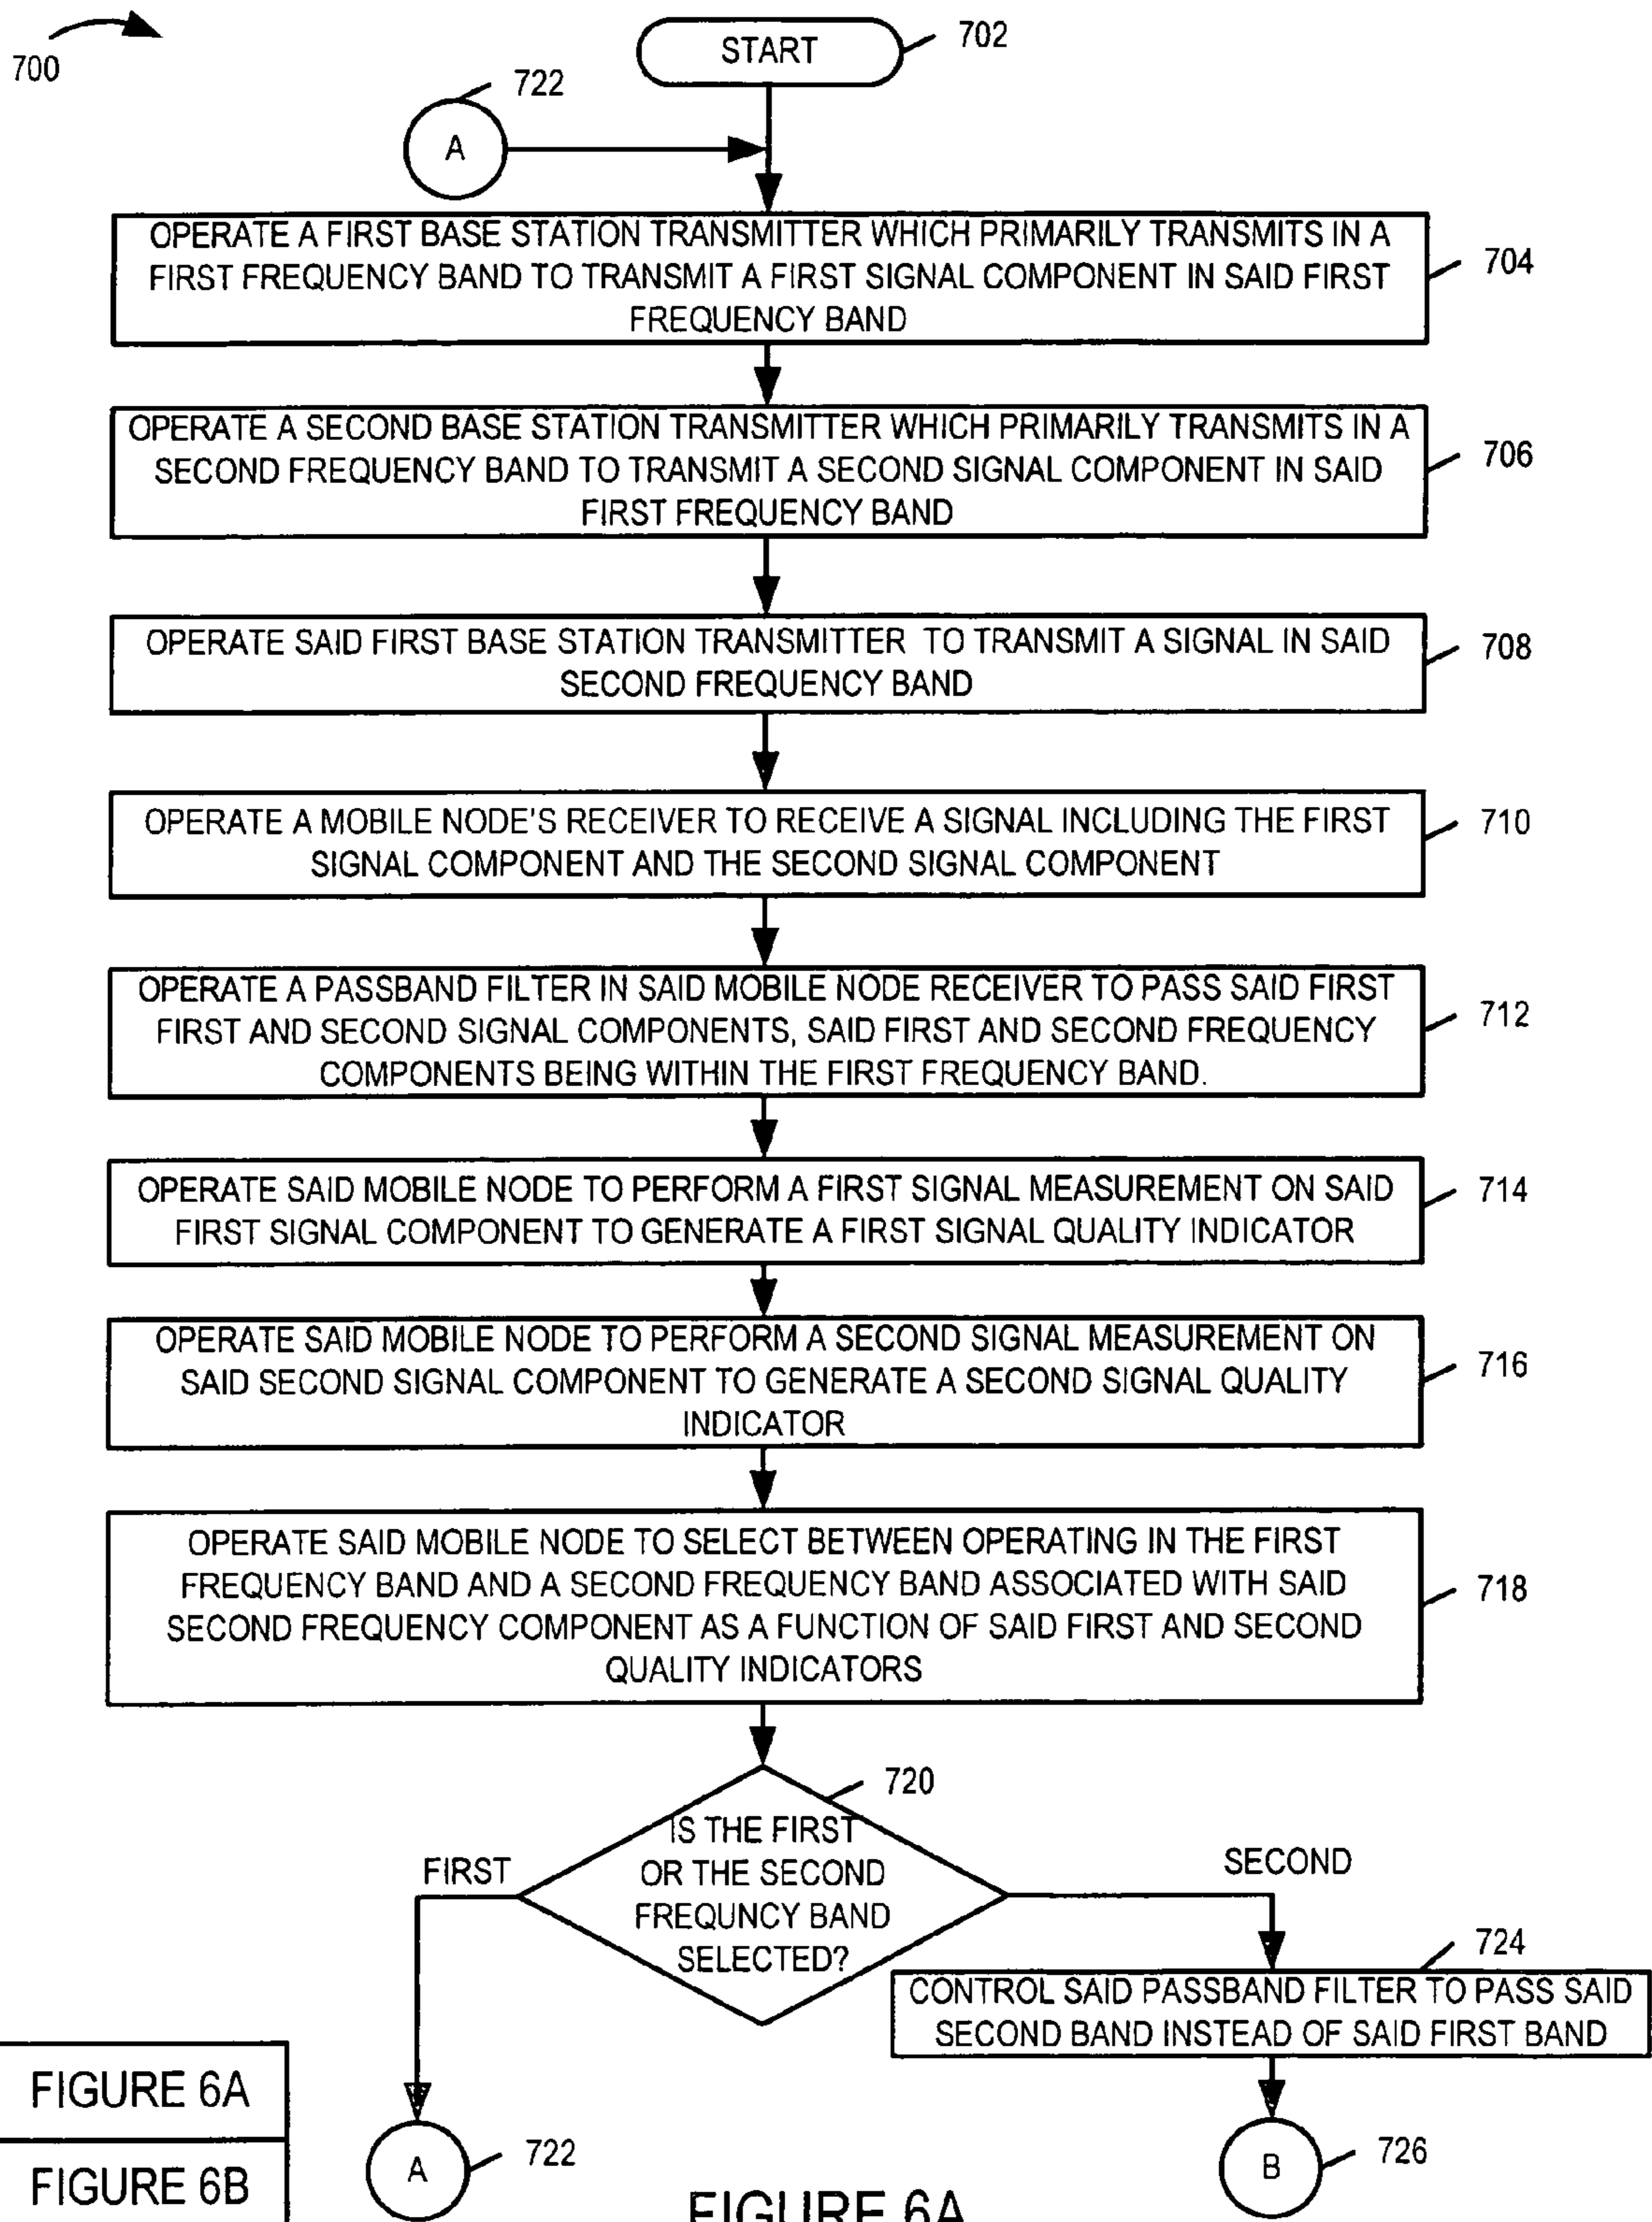 700
START
702
722
A
OPERATE A FIRST BASE STATION TRANSMITTER WHICH PRIMARILY TRANSMITS IN A
FIRST FREQUENCY BAND TO TRANSMIT A FIRST SIGNAL COMPONENT IN SAID FIRST
FREQUENCY BAND
704
OPERATE A SECOND BASE STATION TRANSMITTER WHICH PRIMARILY TRANSMITS IN A
SECOND FREQUENCY BAND TO TRANSMIT A SECOND SIGNAL COMPONENT IN SAID
FIRST FREQUENCY BAND
706
OPERATE SAID FIRST BASE STATION TRANSMITTER TO TRANSMIT A SIGNAL IN SAID
SECOND FREQUENCY BAND
708
OPERATE A MOBILE NODE'S RECEIVER TO RECEIVE A SIGNAL INCLUDING THE FIRST
SIGNAL COMPONENT AND THE SECOND SIGNAL COMPONENT
710
OPERATE A PASSBAND FILTER IN SAID MOBILE NODE RECEIVER TO PASS SAID FIRST
FIRST AND SECOND SIGNAL COMPONENTS, SAID FIRST AND SECOND FREQUENCY
COMPONENTS BEING WITHIN THE FIRST FREQUENCY BAND.
712
OPERATE SAID MOBILE NODE TO PERFORM A FIRST SIGNAL MEASUREMENT ON SAID
FIRST SIGNAL COMPONENT TO GENERATE A FIRST SIGNAL QUALITY INDICATOR
714
OPERATE SAID MOBILE NODE TO PERFORM A SECOND SIGNAL MEASUREMENT ON
SAID SECOND SIGNAL COMPONENT TO GENERATE A SECOND SIGNAL QUALITY
INDICATOR
716
OPERATE SAID MOBILE NODE TO SELECT BETWEEN OPERATING IN THE FIRST
FREQUENCY BAND AND A SECOND FREQUENCY BAND ASSOCIATED WITH SAID
SECOND FREQUENCY COMPONENT AS A FUNCTION OF SAID FIRST AND SECOND
QUALITY INDICATORS
718
720
IS THE FIRST
OR THE SECOND
FREQUNCY BAND
SELECTED?
FIRST
SECOND
724
CONTROL SAID PASSBAND FILTER TO PASS SAID
SECOND BAND INSTEAD OF SAID FIRST BAND
A
722
B
726
FIGURE 6A
FIGURE 6B
FIGURE 6A